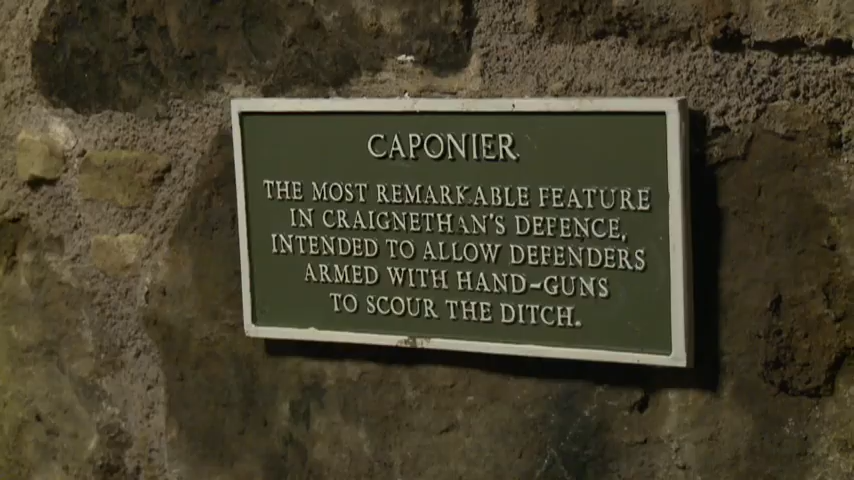 CAPONIER
THE MOST REMARKABLE FEATURE
IN CRAIGNETHAN'S DEFENCE,
INTENDED TO ALLOW DEFENDERS
ARMED WITH HAND-GUNS
TO SCOUR THE DITCH.